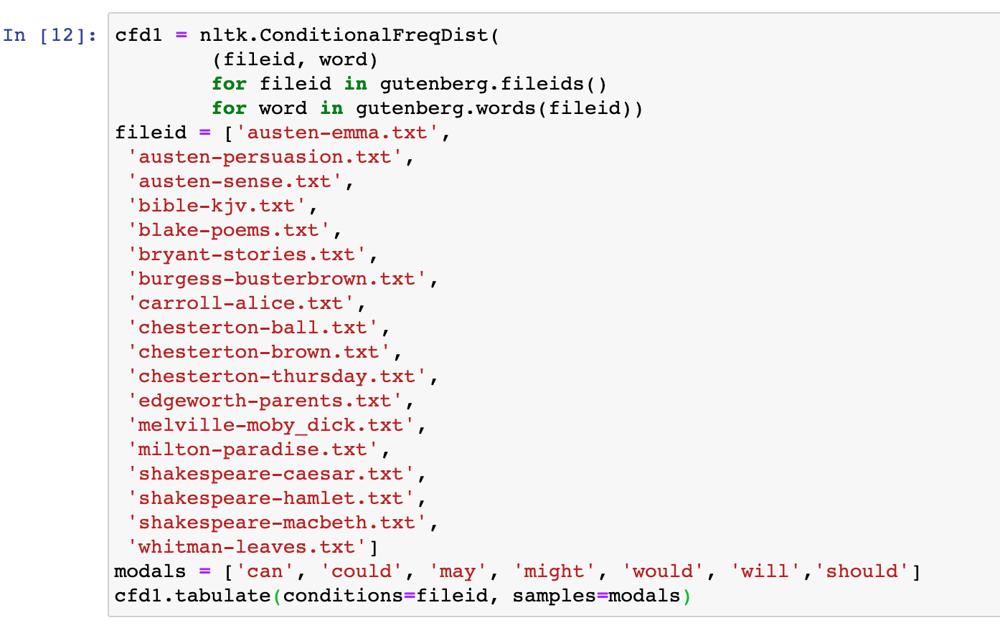 In [12]: cfd1 = nltk.ConditionalFreqDist(
        (fileid, word)
        for fileid in gutenberg.fileids()
        for word in gutenberg.words(fileid))
fileid = ['austen-emma.txt',
 'austen-persuasion.txt',
 'austen-sense.txt',
 'bible-kjv.txt',
 'blake-poems.txt',
 'bryant-stories.txt',
 'burgess-busterbrown.txt',
 'carroll-alice.txt',
 'chesterton-ball.txt',
 'chesterton-brown.txt',
 'chesterton-thursday.txt',
 'edgeworth-parents.txt',
 'melville-moby_dick.txt',
 'milton-paradise.txt',
 'shakespeare-caesar.txt',
 'shakespeare-hamlet.txt',
 'shakespeare-macbeth.txt',
 'whitman-leaves.txt']
modals = ['can', 'could', 'may', 'might', 'would', 'will','should']
cfd1.tabulate(conditions=fileid, samples=modals)